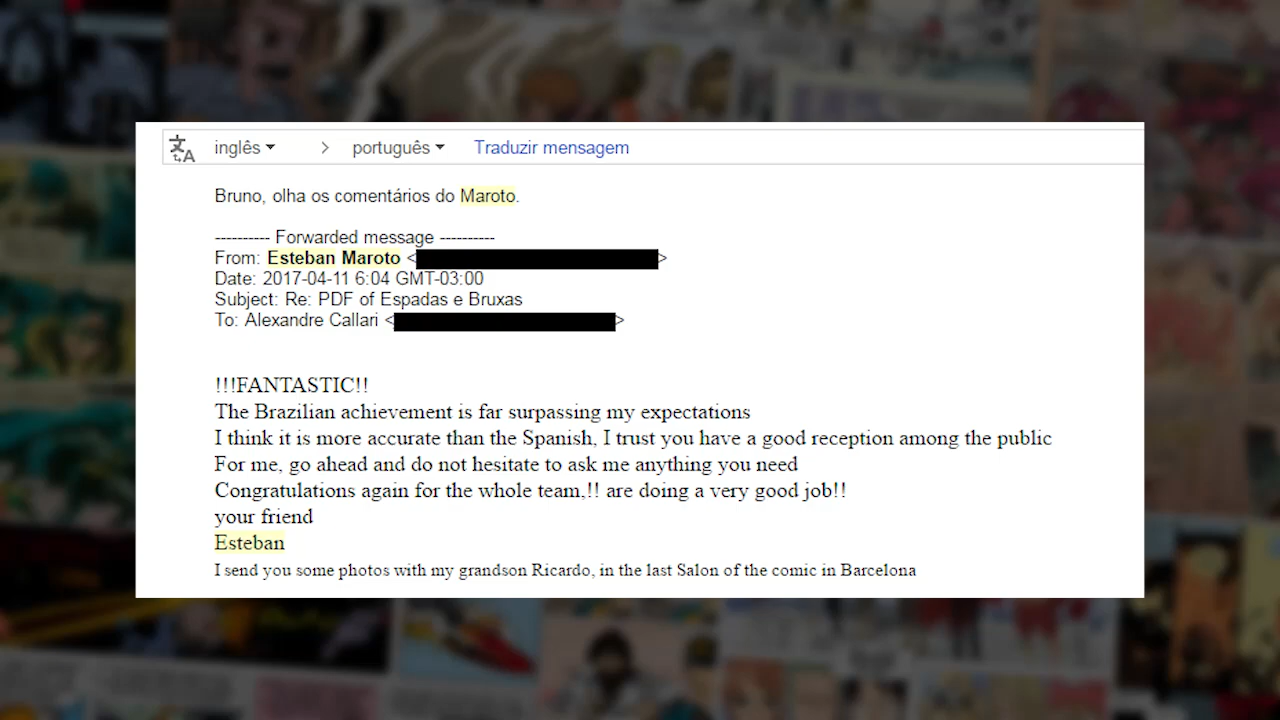 inglês > português Traduzir mensagem
Bruno, olha os comentários do Maroto.
---------- Forwarded message ----------
From: Esteban Maroto < >
Date: 2017-04-11 6:04 GMT-03:00
Subject: Re: PDF of Espadas e Bruxas
To: Alexandre Callari < >
!!!FANTASTIC!!
The Brazilian achievement is far surpassing my expectations
I think it is more accurate than the Spanish, I trust you have a good reception among the public
For me, go ahead and do not hesitate to ask me anything you need
Congratulations again for the whole team,!! are doing a very good job!!
your friend
Esteban
I send you some photos with my grandson Ricardo, in the last Salon of the comic in Barcelona